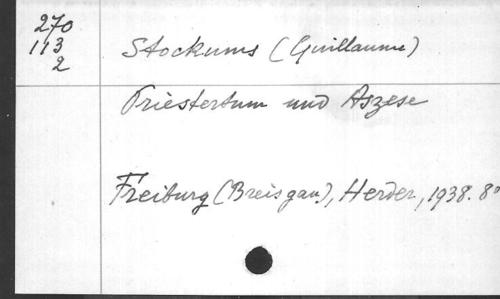 270
113
2
Stockums (Guillaume)
Priestertum und Aszese
Freiburg (Breisgau), Herder, 1938. 8°